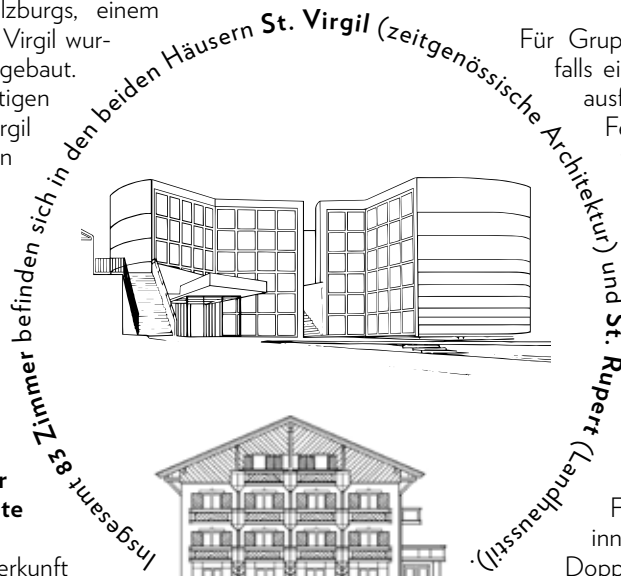 lzburgs, einem
Virgil wur-
gebaut.
tigen
rgil
n
Insgesamt 83 Zimmer befinden sich in den beiden Häusern St. Virgil (zeitgenössische Architektur) und St. Rupert (Landhausstil).
Für Grup
falls ei
ausf
Fe
r
te
erkunft
F
inn
Dopp